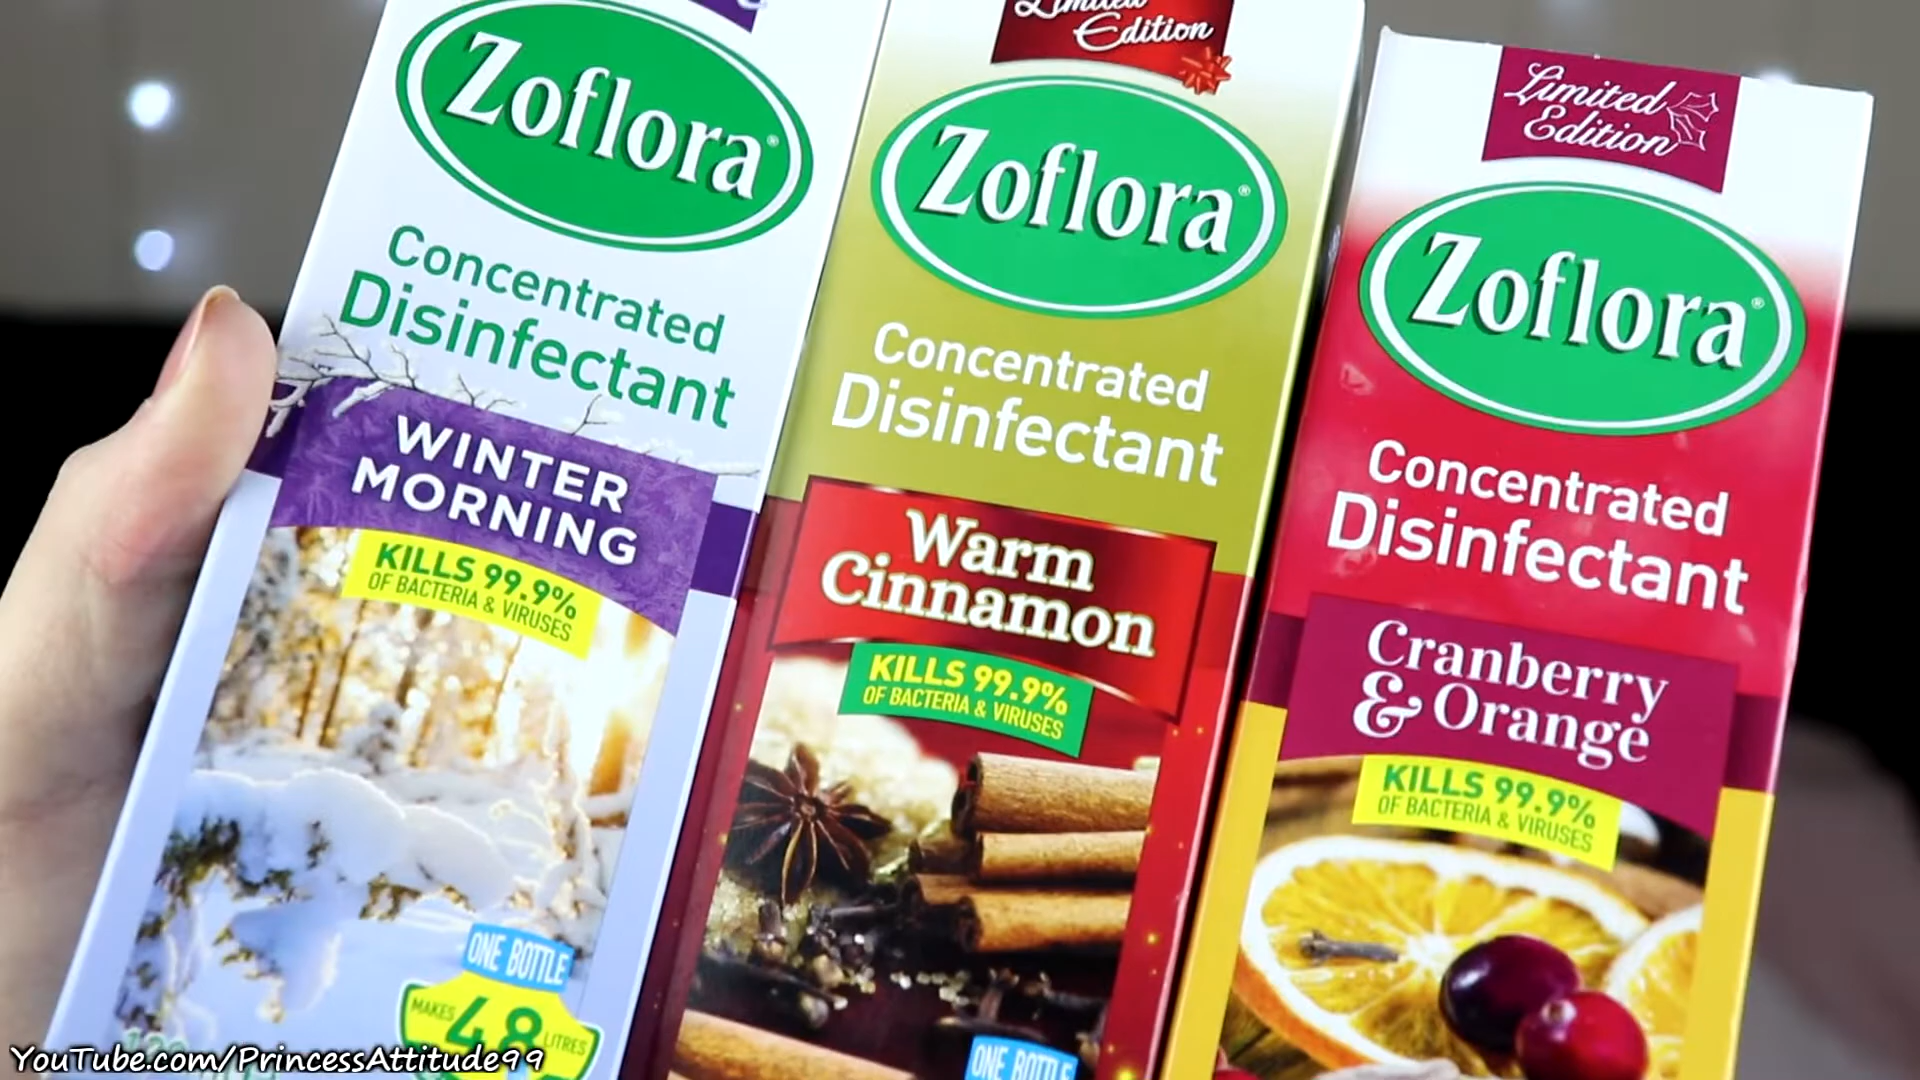 Zoflora®
Concentrated
Disinfectant
WINTER
MORNING
KILLS 99.9%
OF BACTERIA & VIRUSES
ONE BOTTLE
MAKES 4.8 LITRES
Limited
Edition
Zoflora®
Concentrated
Disinfectant
Warm
Cinnamon
KILLS 99.9%
OF BACTERIA & VIRUSES
ONE BOTTLE
Limited
Edition
Zoflora®
Concentrated
Disinfectant
Cranberry
& Orange
KILLS 99.9%
OF BACTERIA & VIRUSES
YouTube.com/PrincessAttitude99